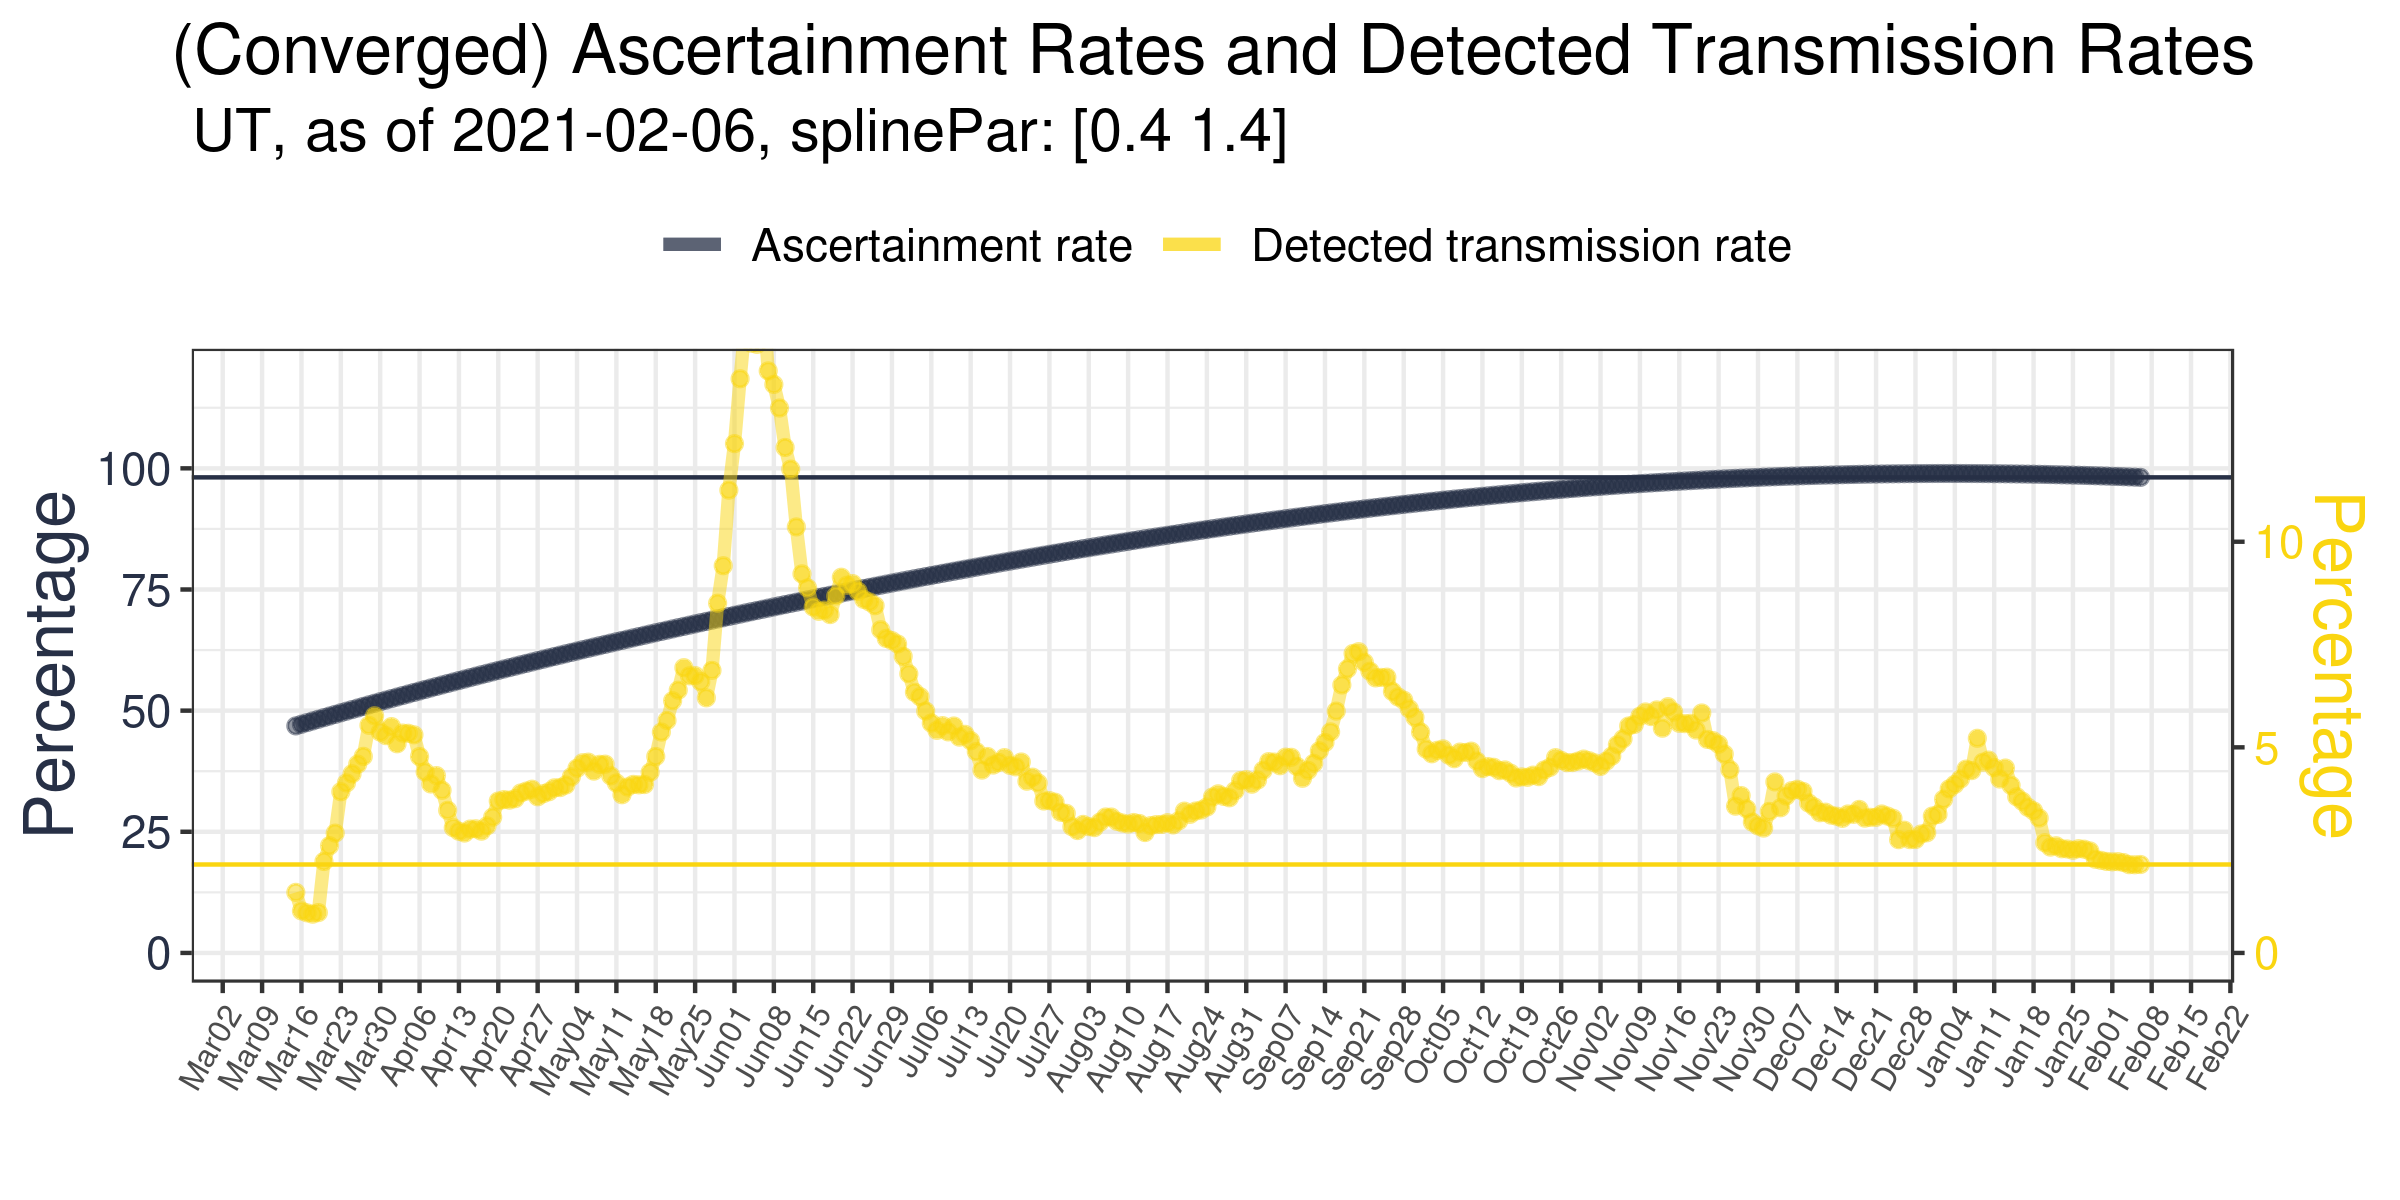 (Converged) Ascertainment Rates and Detected Transmission Rates
UT, as of 2021-02-06, splinePar: [0.4 1.4]
Ascertainment rate
Detected transmission rate
Percentage
100
75
50
25
0
10
5
0
Percentage
Mar02
Mar09
Mar16
Mar23
Mar30
Apr06
Apr13
Apr20
Apr27
May04
May11
May18
May25
Jun01
Jun08
Jun15
Jun22
Jun29
Jul06
Jul13
Jul20
Jul27
Aug03
Aug10
Aug17
Aug24
Aug31
Sep07
Sep14
Sep21
Sep28
Oct05
Oct12
Oct19
Oct26
Nov02
Nov09
Nov16
Nov23
Nov30
Dec07
Dec14
Dec21
Dec28
Jan04
Jan11
Jan18
Jan25
Feb01
Feb08
Feb15
Feb22